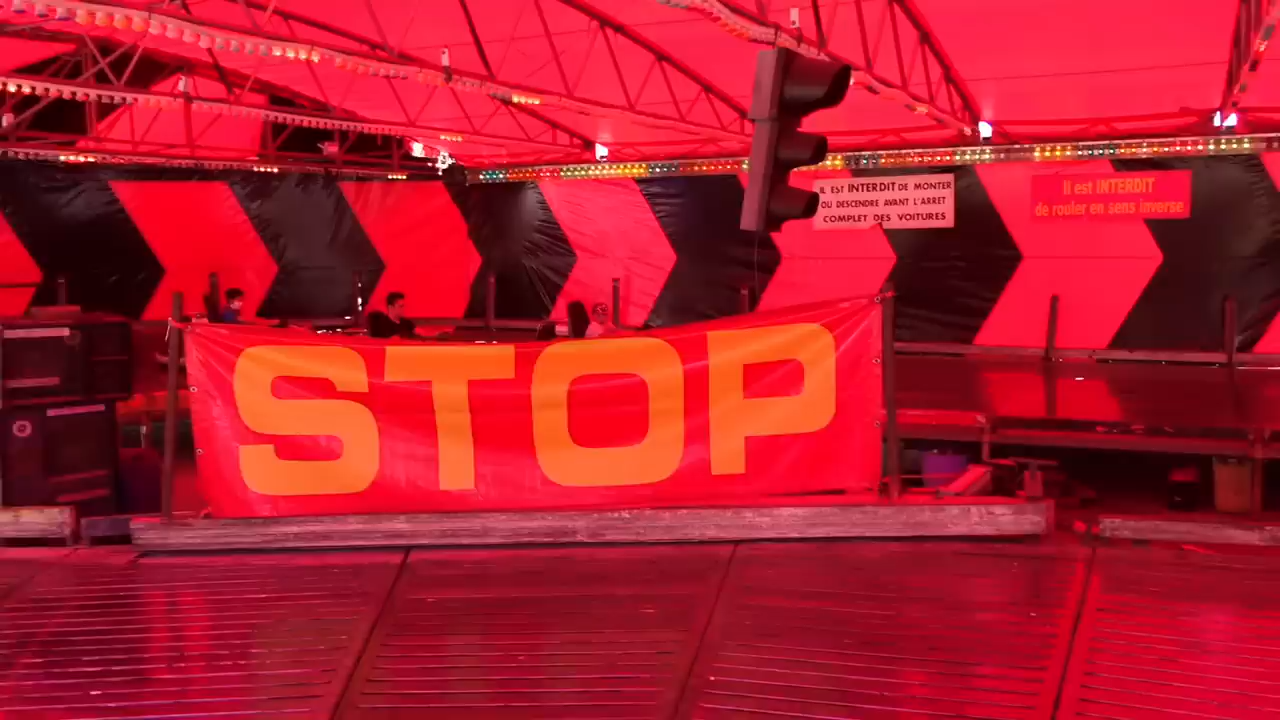 IL EST INTERDIT DE MONTER
OU DESCENDRE AVANT L'ARRET
COMPLET DES VOITURES
Il est INTERDIT
de rouler en sens inverse
STOP